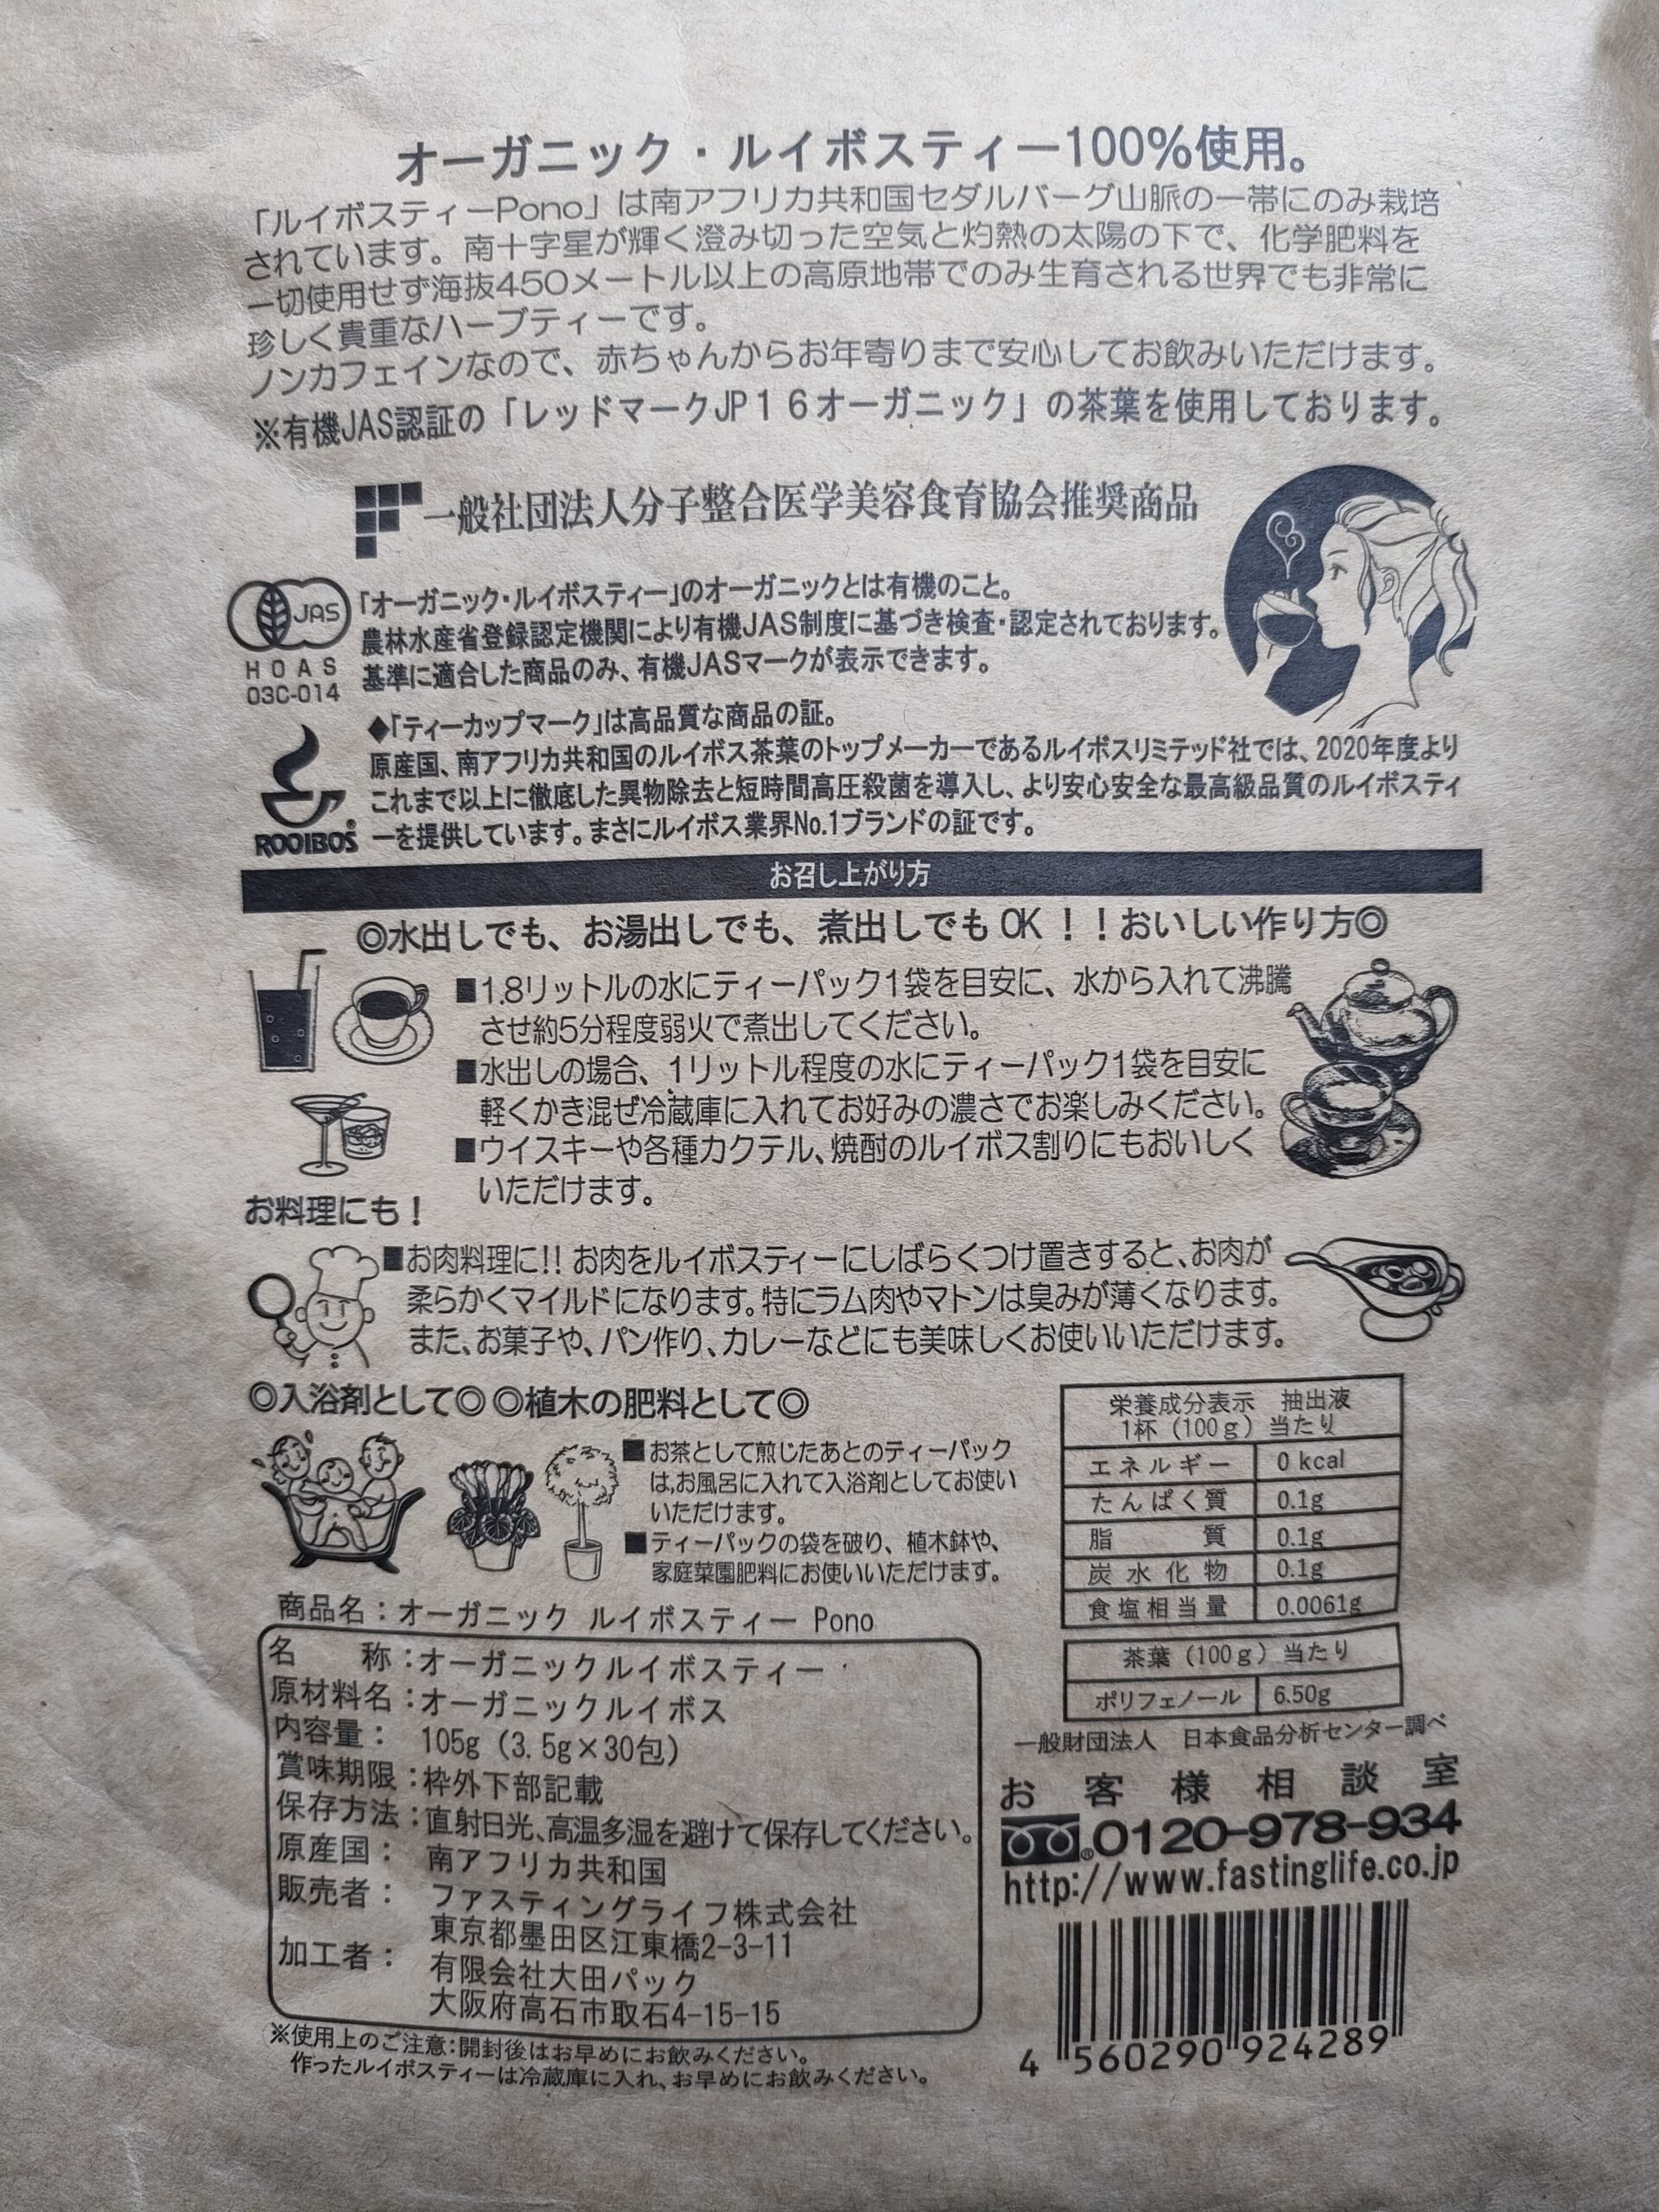 オーガニック・ルイボスティー100%使用。
「ルイボスティーPono」は南アフリカ共和国セダルバーグ山脈の一帯にのみ栽培
されています。南十字星が輝く澄み切った空気と灼熱の太陽の下で、化学肥料を
一切使用せず海抜450メートル以上の高原地帯でのみ生育される世界でも非常に
珍しく貴重なハーブティーです。
ノンカフェインなので、赤ちゃんからお年寄りまで安心してお飲みいただけます。
※有機JAS認証の「レッドマークJP16オーガニック」の茶葉を使用しております。
一般社団法人分子整合医学美容食育協会推奨商品
JAS
HOAS
03C-014
「オーガニック・ルイボスティー」のオーガニックとは有機のこと。
農林水産省登録認定機関により有機JAS制度に基づき検査・認定されております。
基準に適合した商品のみ、有機JASマークが表示できます。
◆「ティーカップマーク」は高品質な商品の証。
原産国、南アフリカ共和国のルイボス茶葉のトップメーカーであるルイボスリミテッド社では、2020年度より
これまで以上に徹底した異物除去と短時間高圧殺菌を導入し、より安心安全な最高級品質のルイボスティ
ーを提供しています。まさにルイボス業界No.1ブランドの証です。
ROOIBOS®
お召し上がり方
◎水出しでも、お湯出しでも、煮出しでもOK！！おいしい作り方◎
■1.8リットルの水にティーパック1袋を目安に、水から入れて沸騰
させ約5分程度弱火で煮出してください。
■水出しの場合、1リットル程度の水にティーパック1袋を目安に
軽くかき混ぜ冷蔵庫に入れてお好みの濃さでお楽しみください。
■ウイスキーや各種カクテル、焼酎のルイボス割りにもおいしく
いただけます。
お料理にも！
■お肉料理に!! お肉をルイボスティーにしばらくつけ置きすると、お肉が
柔らかくマイルドになります。特にラム肉やマトンは臭みが薄くなります。
また、お菓子や、パン作り、カレーなどにも美味しくお使いいただけます。
◎入浴剤として◎ ◎植木の肥料として◎
■お茶として煎じたあとのティーパック
は、お風呂に入れて入浴剤としてお使い
いただけます。
■ティーパックの袋を破り、植木鉢や、
家庭菜園肥料にお使いいただけます。
栄養成分表示 抽出液
1杯（100g）当たり
エネルギー 0 kcal
たんぱく質 0.1g
脂質 0.1g
炭水化物 0.1g
食塩相当量 0.0061g
茶葉（100g）当たり
ポリフェノール 6.50g
一般財団法人 日本食品分析センター調べ
商品名：オーガニック ルイボスティー Pono
名称：オーガニックルイボスティー
原材料名：オーガニックルイボス
内容量： 105g（3.5g×30包）
賞味期限：枠外下部記載
保存方法：直射日光、高温多湿を避けて保存してください。
原産国： 南アフリカ共和国
販売者： ファスティングライフ株式会社
東京都墨田区江東橋2-3-11
加工者： 有限会社大田パック
大阪府高石市取石4-15-15
※使用上のご注意：開封後はお早めにお飲みください。
作ったルイボスティーは冷蔵庫に入れ、お早めにお飲みください。
お客様相談室
®0120-978-934
http://www.fastinglife.co.jp
4 560290 924289